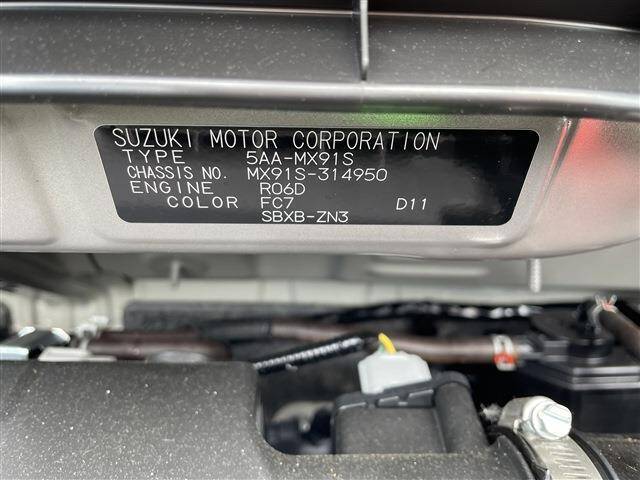 SUZUKI MOTOR CORPORATION
TYPE 5AA-MX91S
CHASSIS NO. MX91S-314950
ENGINE R06D
COLOR FC7 D11
SBXB-ZN3